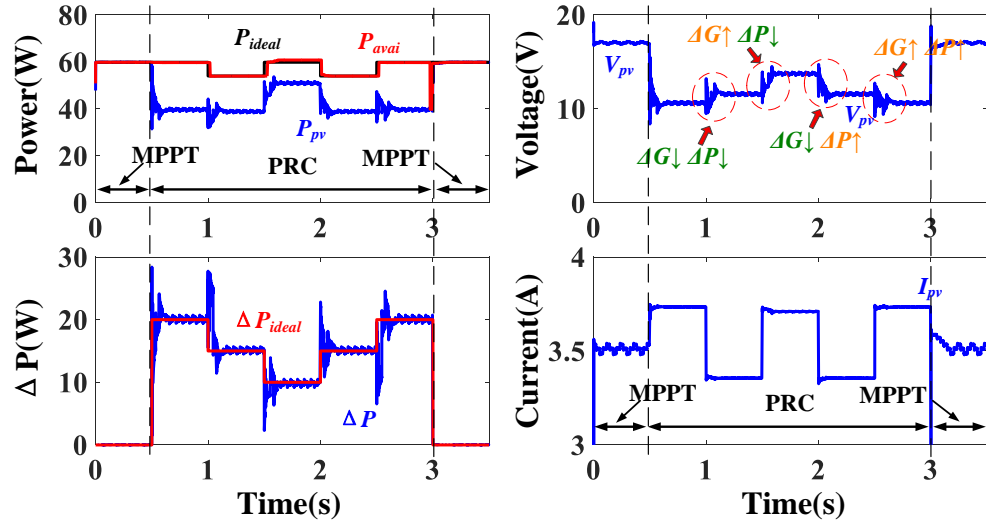 80
60
40
20
0
Power(W)
P_ideal
P_avai
P_pv
MPPT
PRC
MPPT
0 1 2 3
20
15
10
5
0
Voltage(V)
V_pv
ΔG↑ ΔP↓
ΔG↑ ΔP↑
V_pv
ΔG↓ ΔP↓
ΔG↓ ΔP↑
0 1 2 3
30
20
10
0
Δ P(W)
Δ P_ideal
Δ P
0 1 2 3
Time(s)
4
3.5
3
Current(A)
I_pv
MPPT
PRC
MPPT
0 1 2 3
Time(s)